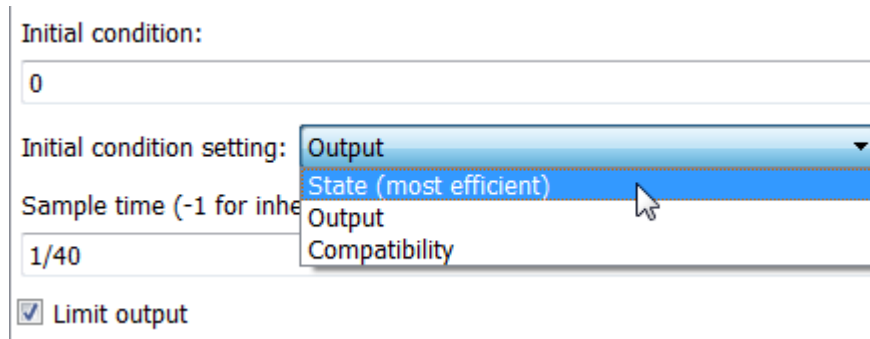 Initial condition:
0
Initial condition setting: Output
State (most efficient)
Sample time (-1 for inhe
Output
Compatibility
1/40
Limit output